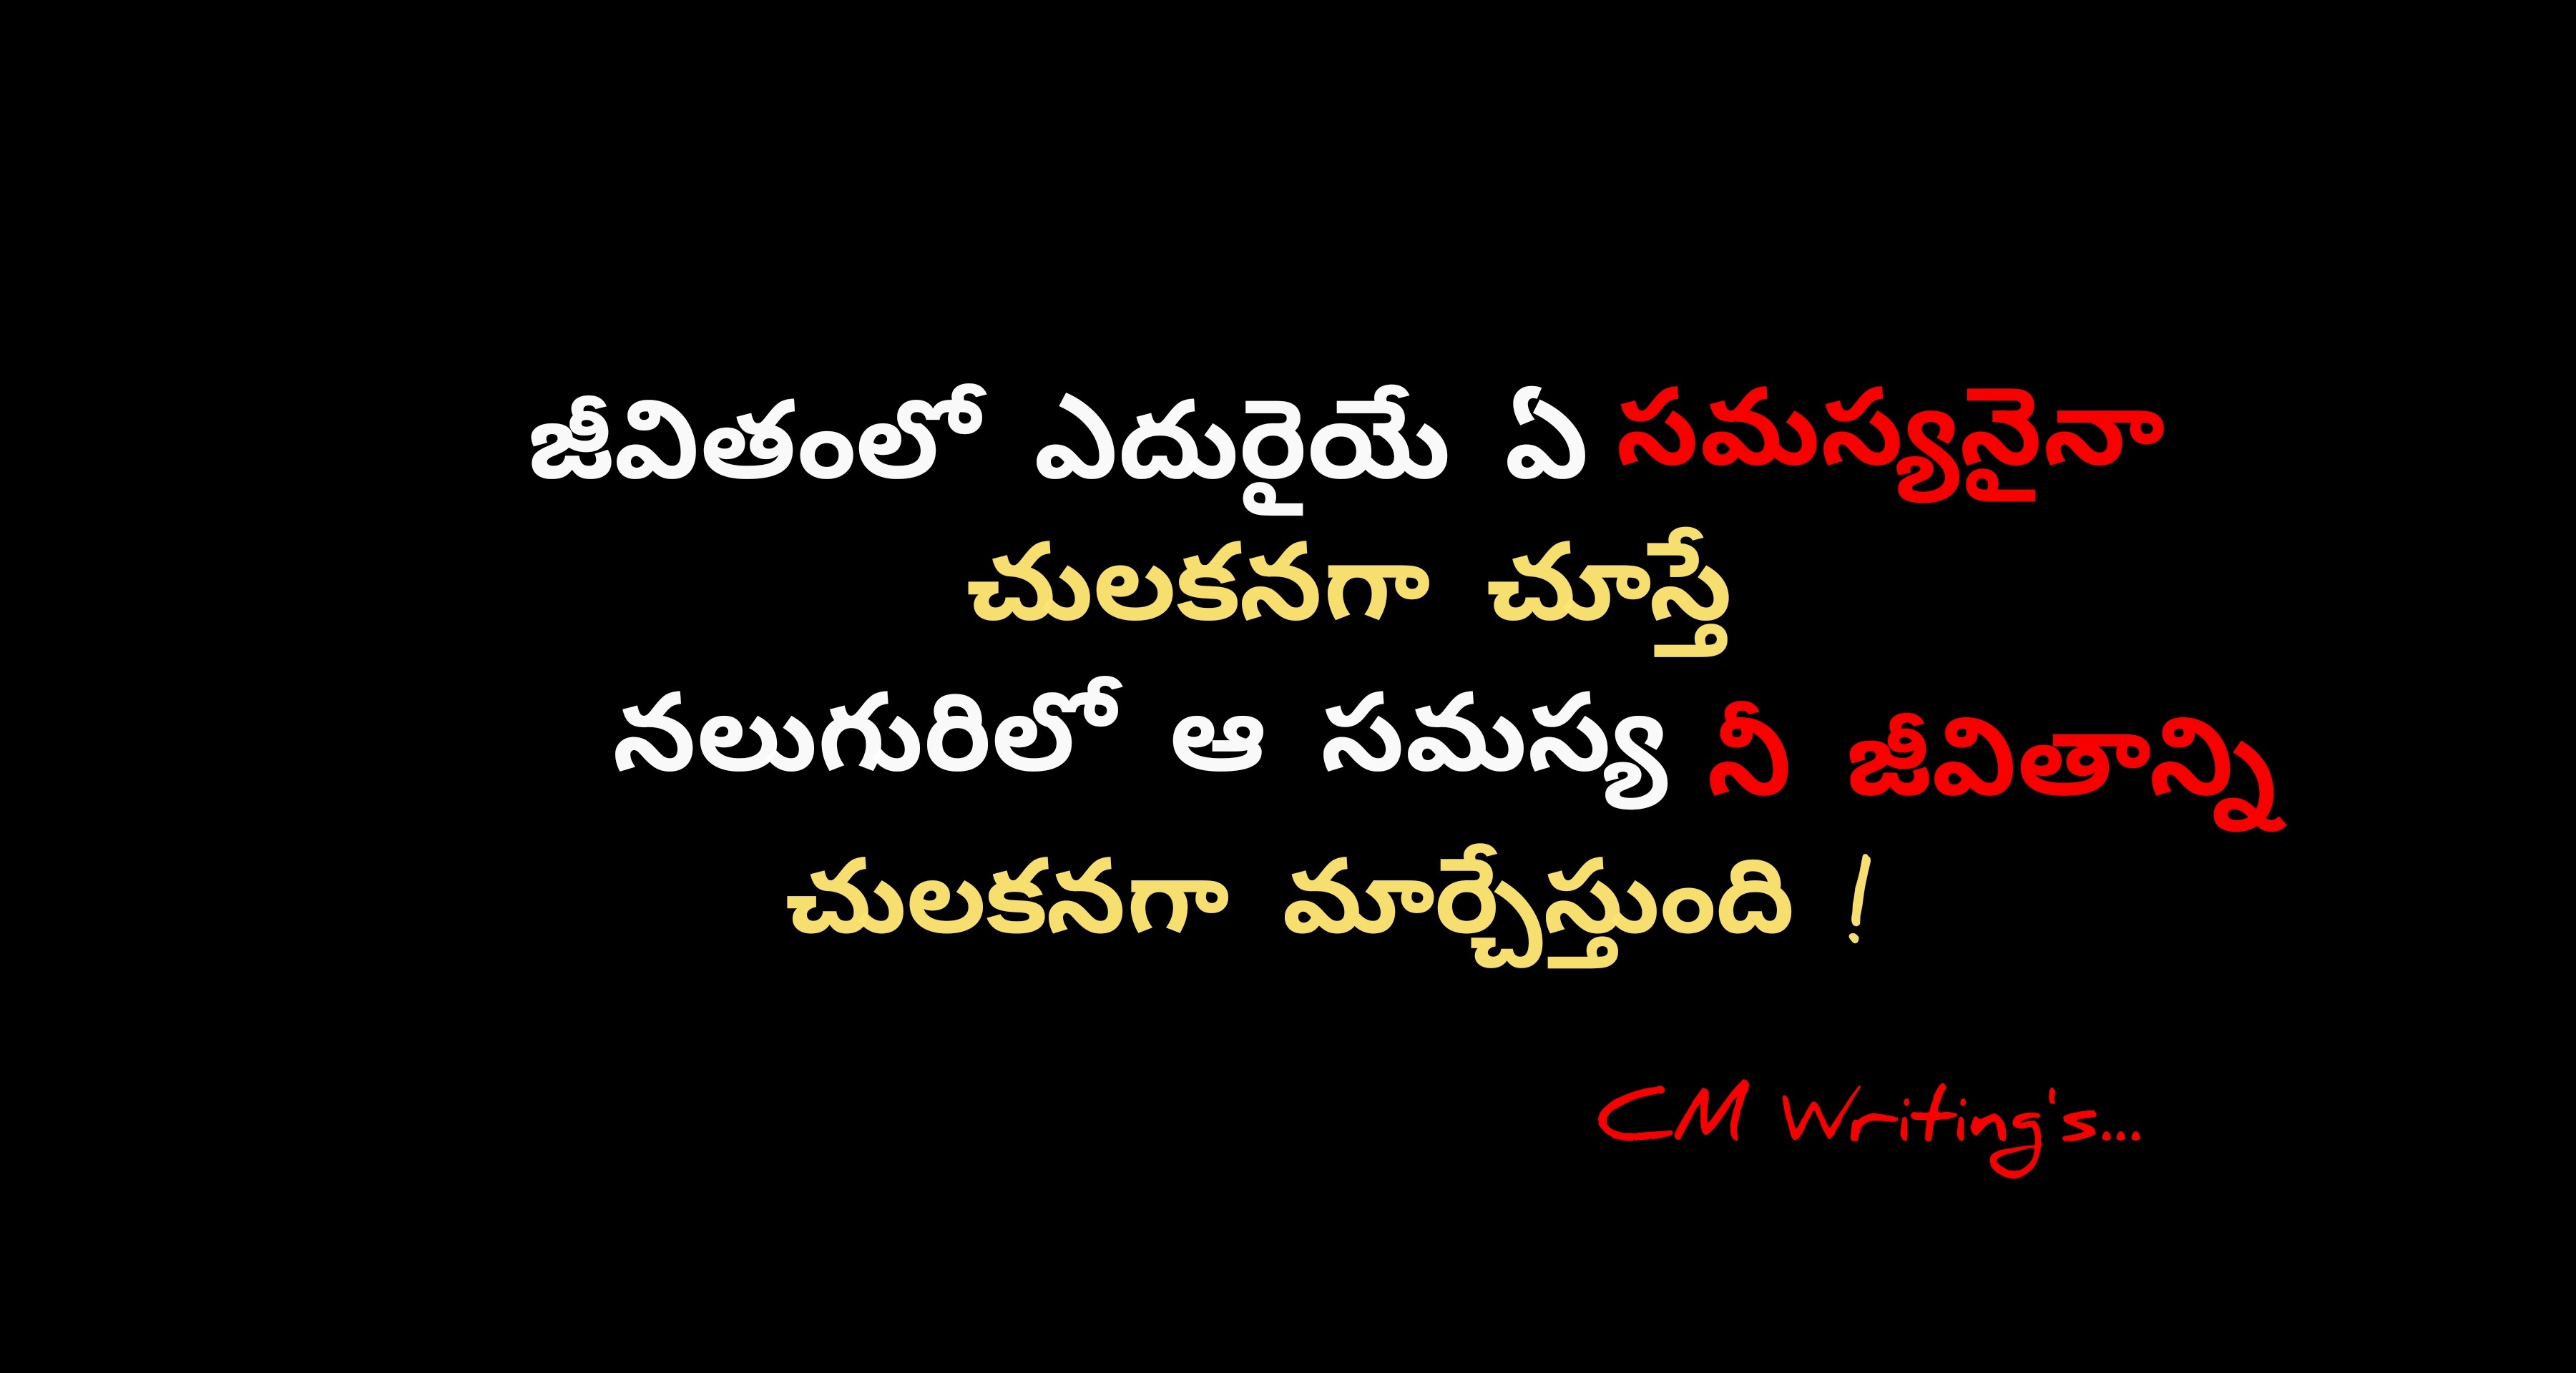 జీవితంలో ఎదురైయే ఏ సమస్యనైనా
చులకనగా చూస్తే
నలుగురిలో ఆ సమస్య నీ జీవితాన్ని
చులకనగా మార్చేస్తుంది !
CM Writing's...